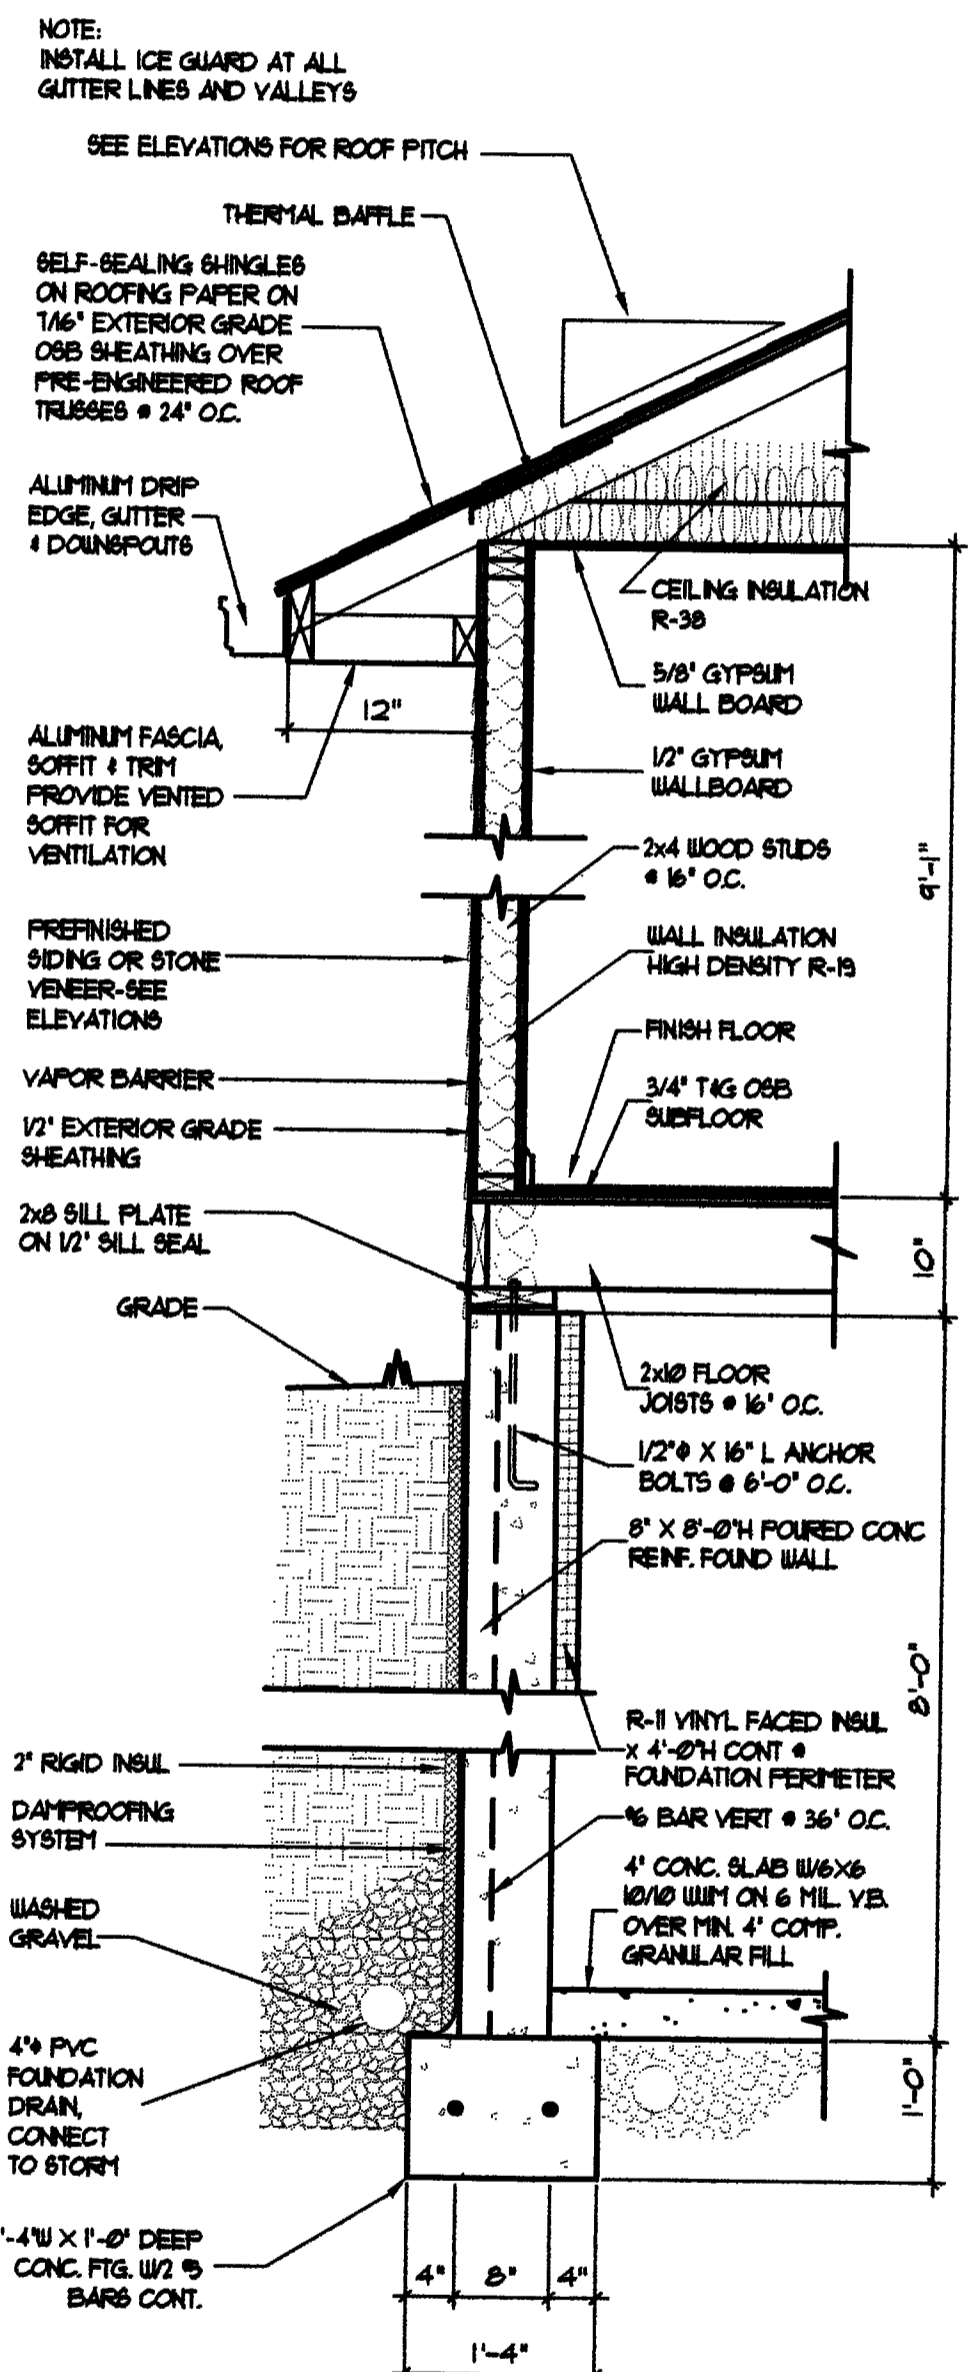 NOTE:
INSTALL ICE GUARD AT ALL
GUTTER LINES AND VALLEYS
SEE ELEVATIONS FOR ROOF PITCH
THERMAL BAFFLE
SELF-SEALING SHINGLES
ON ROOFING PAPER ON
7/16" EXTERIOR GRADE
OSB SHEATHING OVER
PRE-ENGINEERED ROOF
TRUSSES @ 24" O.C.
ALUMINUM DRIP
EDGE, GUTTER
& DOWNSPOUTS
CEILING INSULATION
R-38
5/8" GYPSUM
WALL BOARD
12"
ALUMINUM FASCIA,
SOFFIT & TRIM
PROVIDE VENTED
SOFFIT FOR
VENTILATION
1/2" GYPSUM
WALLBOARD
2x4 WOOD STUDS
@ 16" O.C.
9'-1"
PREFINISHED
SIDING OR STONE
VENEER-SEE
ELEVATIONS
WALL INSULATION
HIGH DENSITY R-19
FINISH FLOOR
VAPOR BARRIER
3/4" T&G OSB
SUBFLOOR
1/2" EXTERIOR GRADE
SHEATHING
2x8 SILL PLATE
ON 1/2" SILL SEAL
10"
GRADE
2x10 FLOOR
JOISTS @ 16" O.C.
1/2"Φ X 16" L ANCHOR
BOLTS @ 6'-0" O.C.
8" X 8'-0"H POURED CONC
REINF. FOUND WALL
8'-0"
R-11 VINYL FACED INSUL
x 4'-0"H CONT @
FOUNDATION PERIMETER
2" RIGID INSUL
DAMPROOFING
SYSTEM
#6 BAR VERT @ 36" O.C.
4" CONC. SLAB W/6X6
10/10 WWM ON 6 MIL. V.B.
OVER MIN. 4" COMP.
GRANULAR FILL
WASHED
GRAVEL
4"Φ PVC
FOUNDATION
DRAIN,
CONNECT
TO STORM
1'-0"
'-4"W X 1'-0" DEEP
CONC. FTG. W/2 #5
BARS CONT.
4" 8" 4"
1'-4"